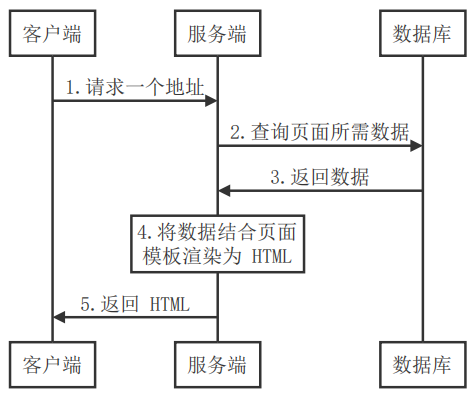 客户端 服务端 数据库
1.请求一个地址
2.查询页面所需数据
3.返回数据
4.将数据结合页面
模板渲染为 HTML
5.返回 HTML
客户端 服务端 数据库